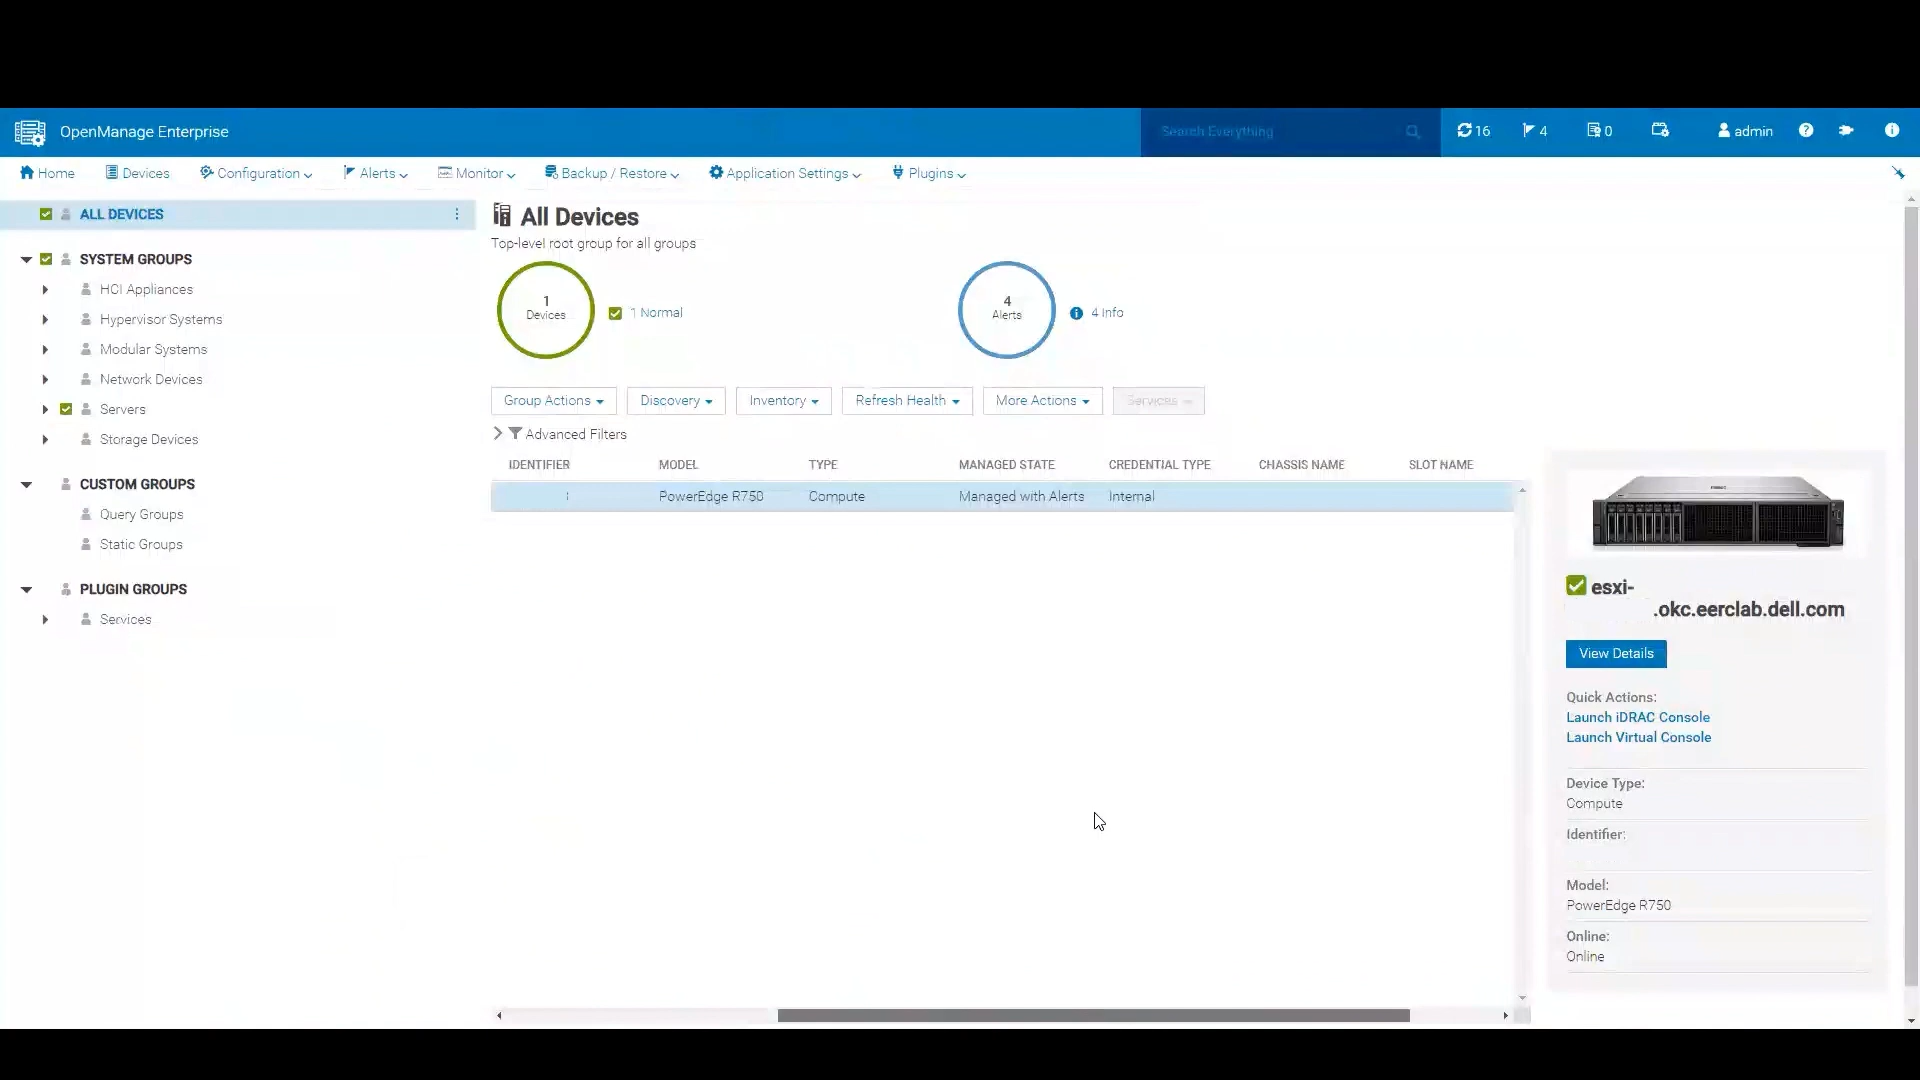 OpenManage Enterprise
Search Everything
16
4
0
admin
Home
Devices
Configuration
Alerts
Monitor
Backup / Restore
Application Settings
Plugins
ALL DEVICES
SYSTEM GROUPS
HCI Appliances
Hypervisor Systems
Modular Systems
Network Devices
Servers
Storage Devices
CUSTOM GROUPS
Query Groups
Static Groups
PLUGIN GROUPS
Services
All Devices
Top-level root group for all groups
1
Devices
1 Normal
4
Alerts
4 Info
Group Actions
Discovery
Inventory
Refresh Health
More Actions
Services
Advanced Filters
IDENTIFIER MODEL TYPE MANAGED STATE CREDENTIAL TYPE CHASSIS NAME SLOT NAME
PowerEdge R750 Compute Managed with Alerts Internal
esxi-
.okc.eerclab.dell.com
View Details
Quick Actions:
Launch iDRAC Console
Launch Virtual Console
Device Type:
Compute
Identifier:
Model:
PowerEdge R750
Online:
Online